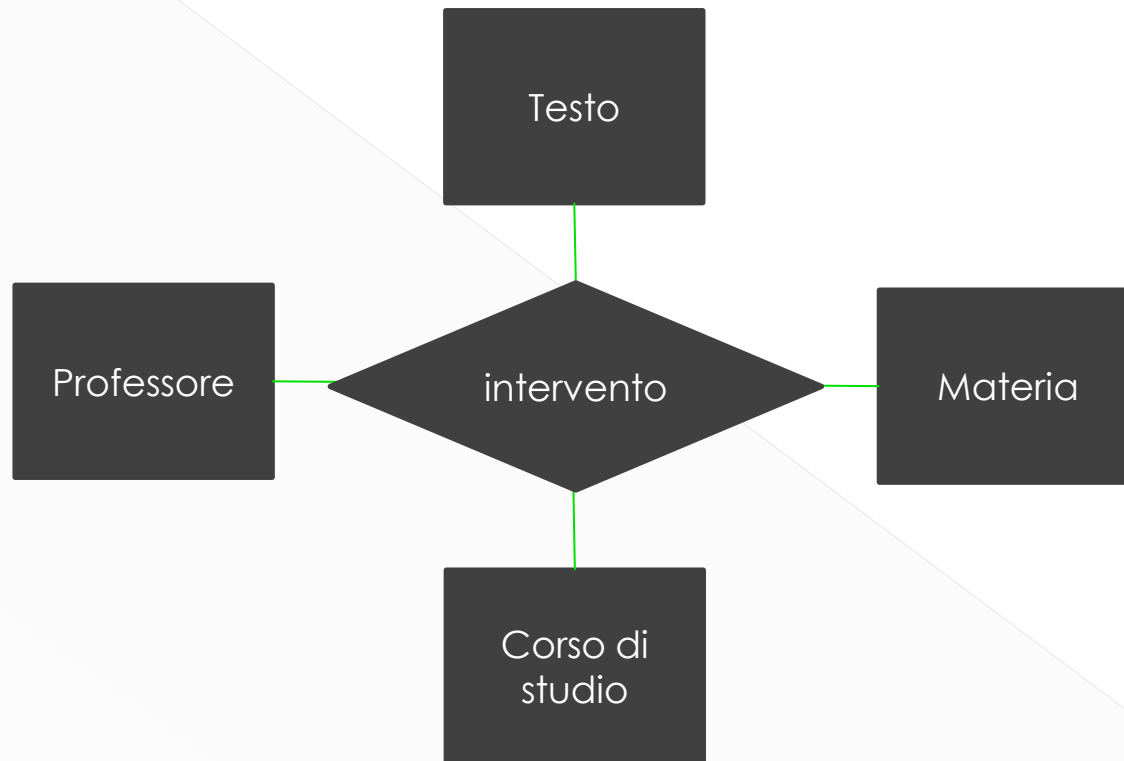 Testo
Professore
intervento
Materia
Corso di
studio